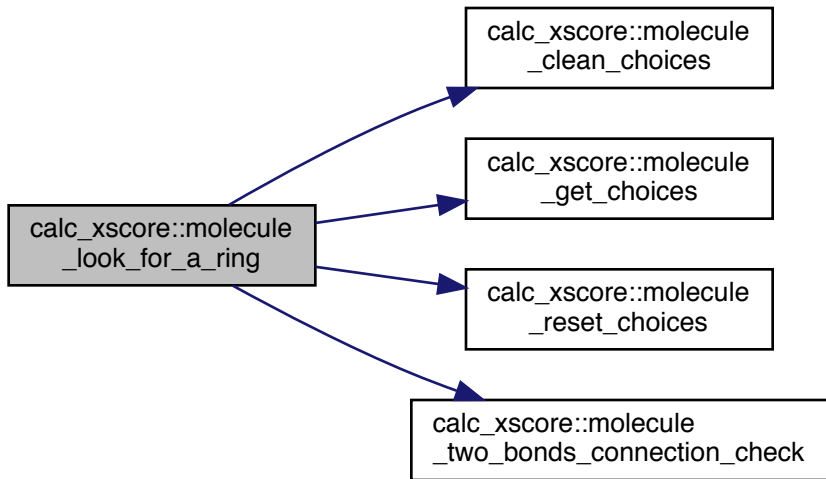 calc_xscore::molecule
_clean_choices
calc_xscore::molecule
_get_choices
calc_xscore::molecule
_look_for_a_ring
calc_xscore::molecule
_reset_choices
calc_xscore::molecule
_two_bonds_connection_check